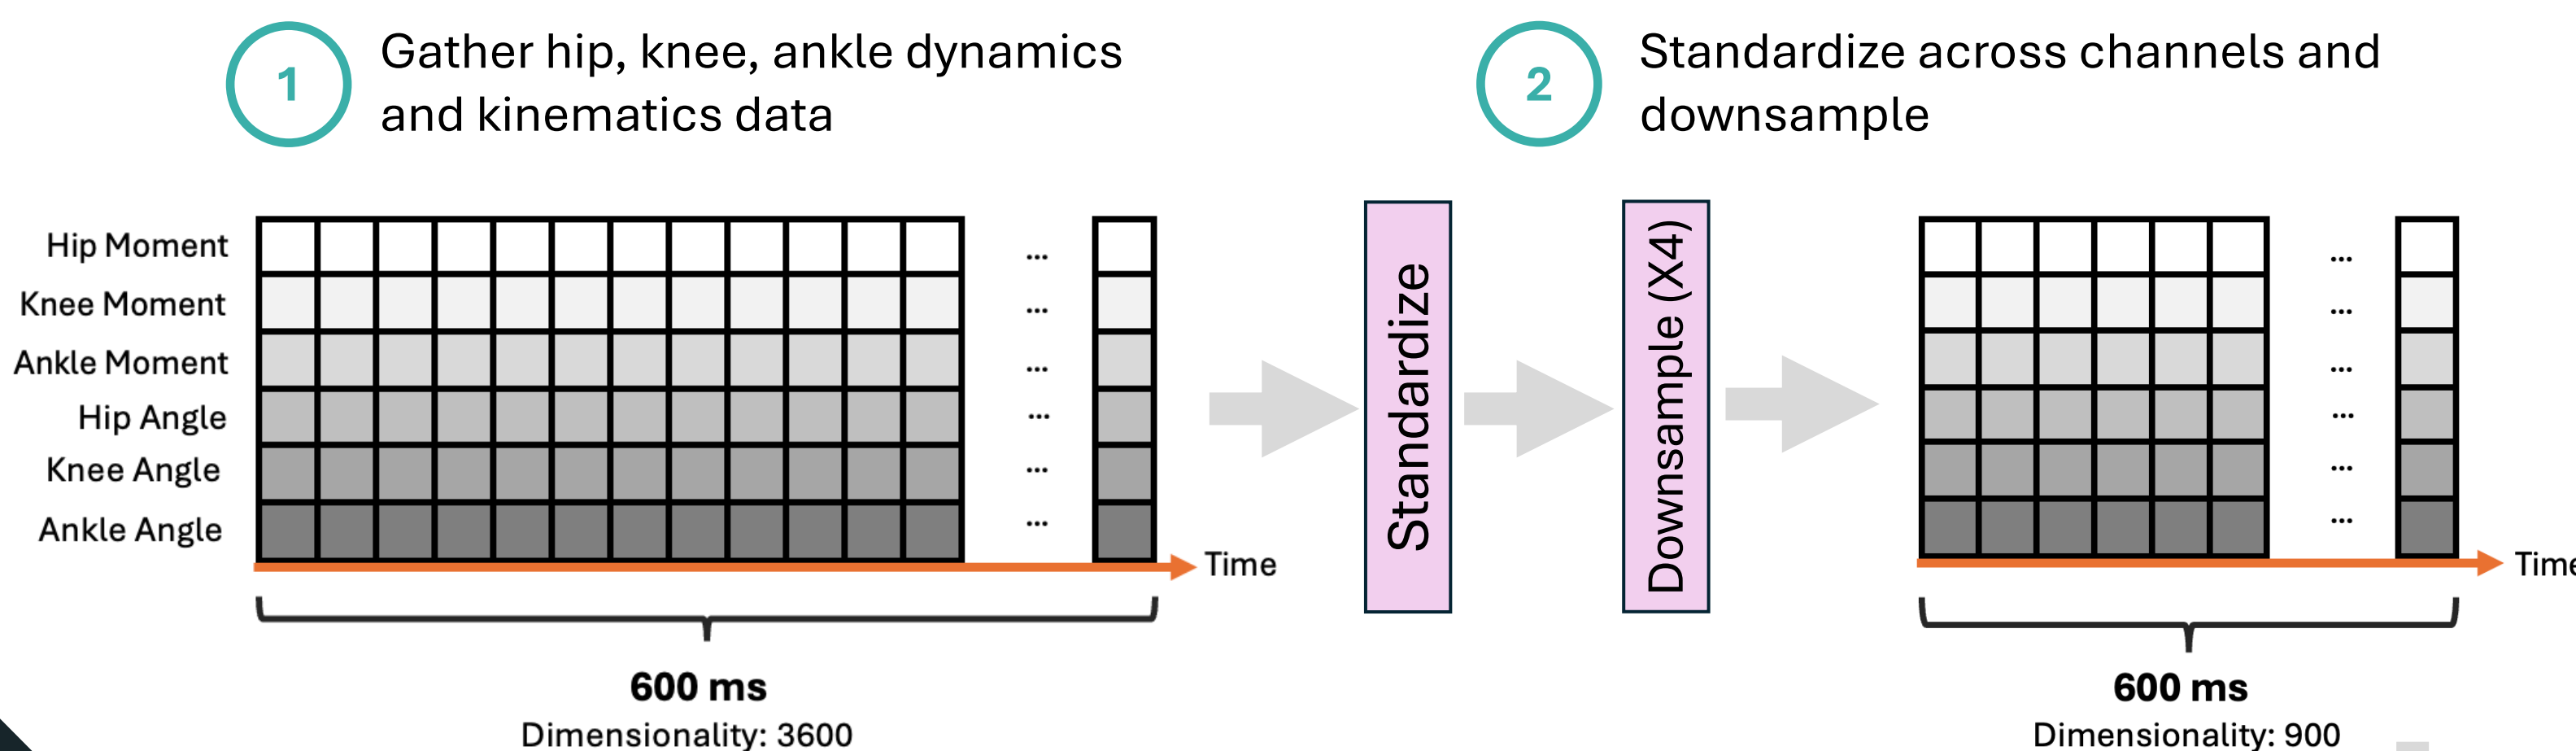 1
Gather hip, knee, ankle dynamics
and kinematics data
2
Standardize across channels and
downsample
Hip Moment
Knee Moment
Ankle Moment
Hip Angle
Knee Angle
Ankle Angle
...
...
...
...
...
...
Time
600 ms
Dimensionality: 3600
Standardize
Downsample (X4)
...
...
...
...
...
...
Time
600 ms
Dimensionality: 900